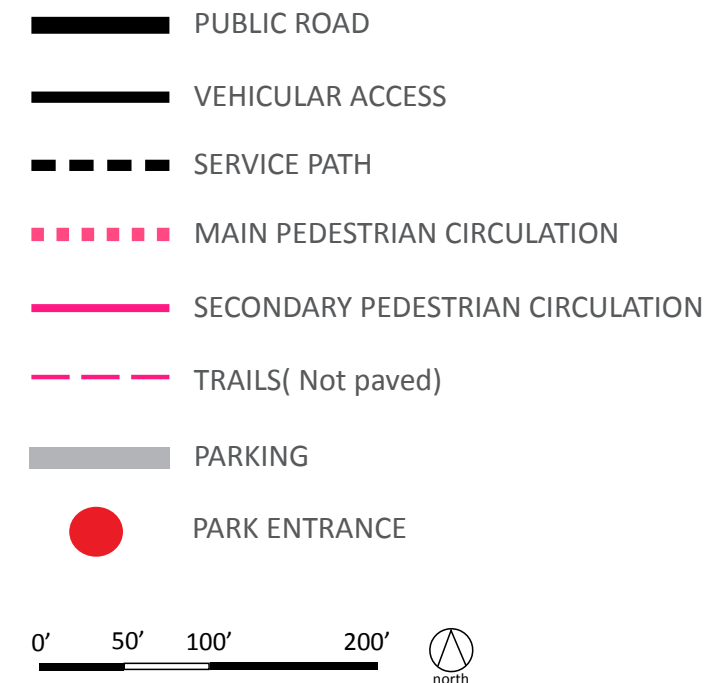 PUBLIC ROAD
VEHICULAR ACCESS
SERVICE PATH
MAIN PEDESTRIAN CIRCULATION
SECONDARY PEDESTRIAN CIRCULATION
TRAILS( Not paved)
PARKING
PARK ENTRANCE
0’ 50’ 100’ 200’
north